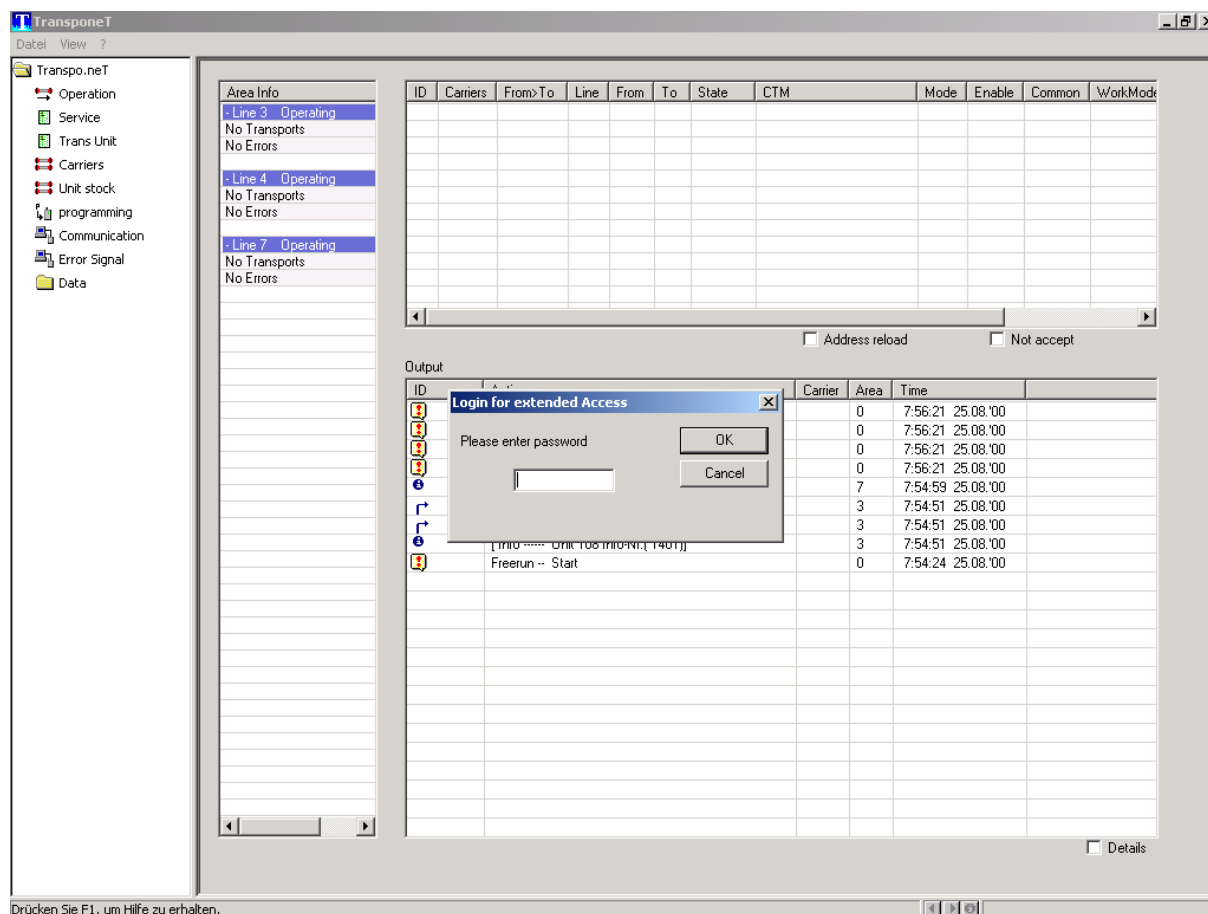 TransponeT
Datei View ?
Transpo.neT
Operation
Service
Trans Unit
Carriers
Unit stock
programming
Communication
Error Signal
Data
Area Info
- Line 3 Operating
No Transports
No Errors
- Line 4 Operating
No Transports
No Errors
- Line 7 Operating
No Transports
No Errors
ID Carriers From>To Line From To State CTM Mode Enable Common WorkMode
Address reload Not accept
Output
ID Carrier Area Time
Login for extended Access
Please enter password
OK
Cancel
0 7:56:21 25.08.'00
0 7:56:21 25.08.'00
0 7:56:21 25.08.'00
0 7:56:21 25.08.'00
7 7:54:59 25.08.'00
3 7:54:51 25.08.'00
3 7:54:51 25.08.'00
[ Info ------ Unit 108 Info-Nr.( 1401)] 3 7:54:51 25.08.'00
Freerun -- Start 0 7:54:24 25.08.'00
Details
Drücken Sie F1, um Hilfe zu erhalten.